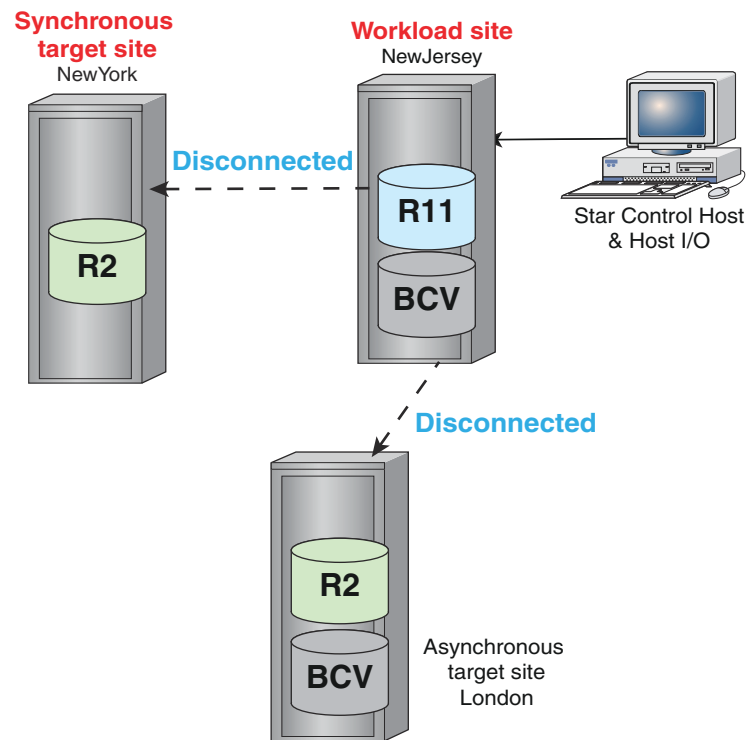 Synchronous
target site
NewYork
Workload site
NewJersey
Disconnected
R11
R2
BCV
Star Control Host
& Host I/O
Disconnected
R2
BCV
Asynchronous
target site
London